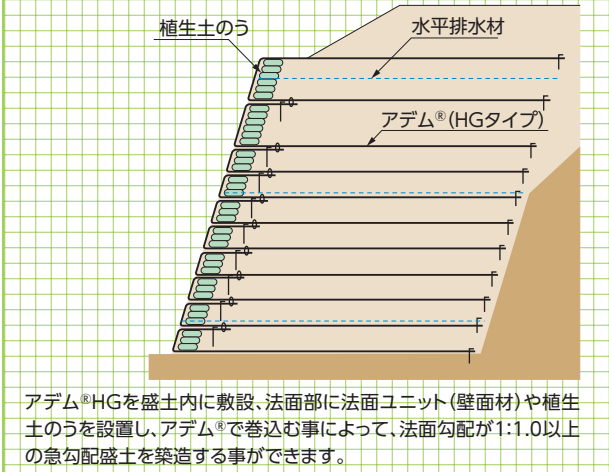 植生土のう
水平排水材
アデム®(HGタイプ)
アデム®HGを盛土内に敷設、法面部に法面ユニット(壁面材)や植生
土のうを設置し、アデム®で巻込む事によって、法面勾配が1:1.0以上
の急勾配盛土を築造する事ができます。